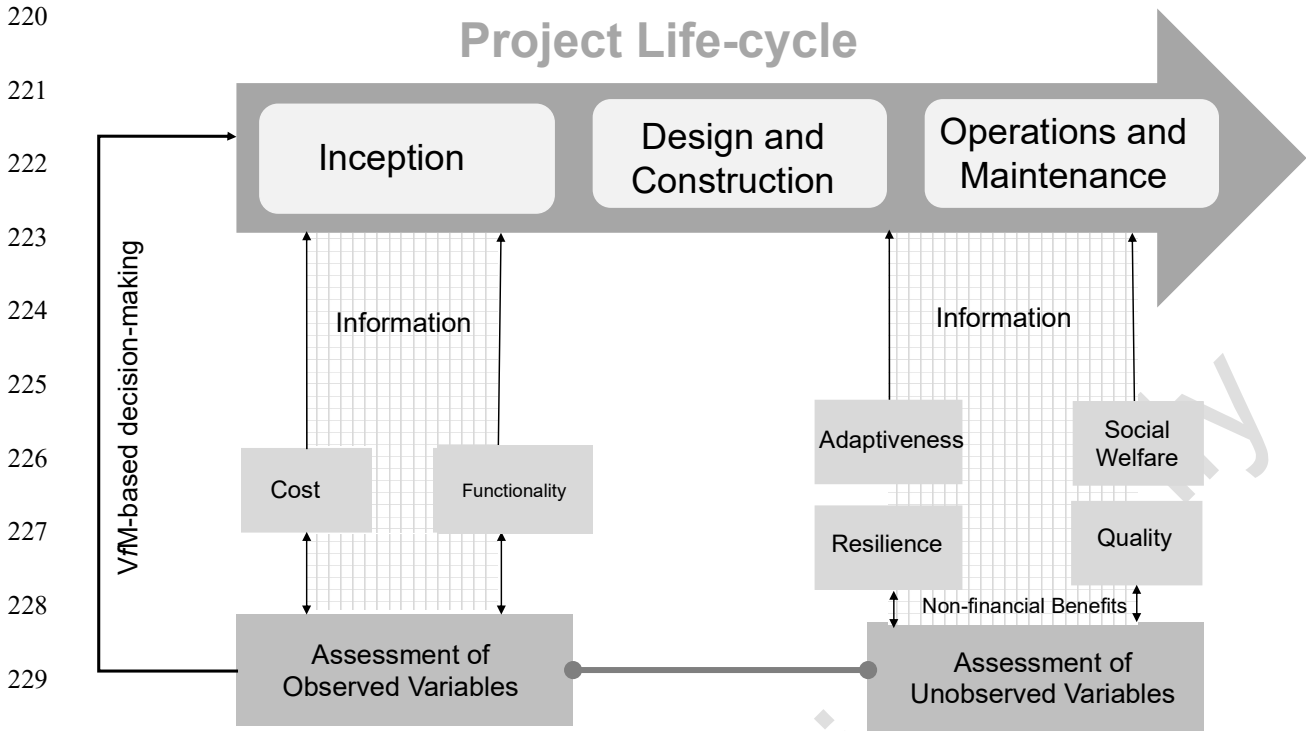 220
Project Life-cycle
221
Inception
Design and
Construction
Operations and
Maintenance
222
223
VfM-based decision-making
224
Information
Information
225
Adaptiveness
Social
Welfare
226
Cost
Functionality
227
Resilience
Quality
228
Non-financial Benefits
Assessment of
Observed Variables
Assessment of
Unobserved Variables
229